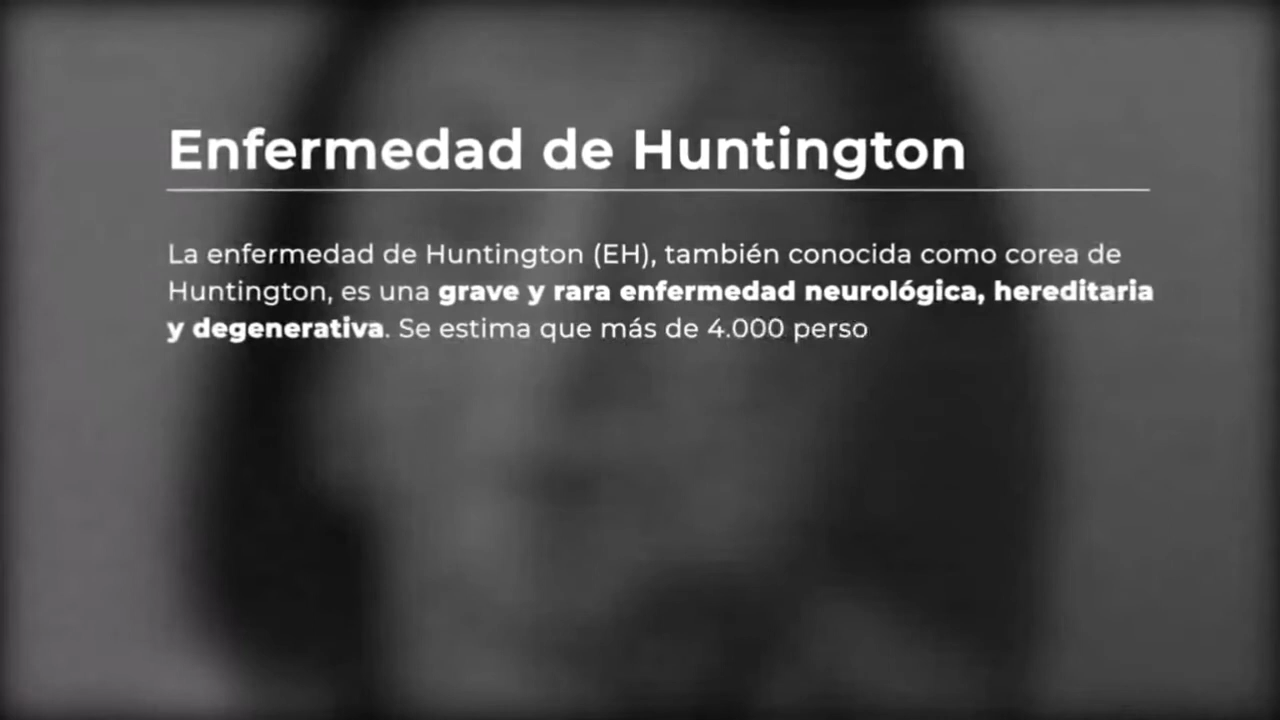 Enfermedad de Huntington
La enfermedad de Huntington (EH), también conocida como corea de
Huntington, es una grave y rara enfermedad neurológica, hereditaria
y degenerativa. Se estima que más de 4.000 perso